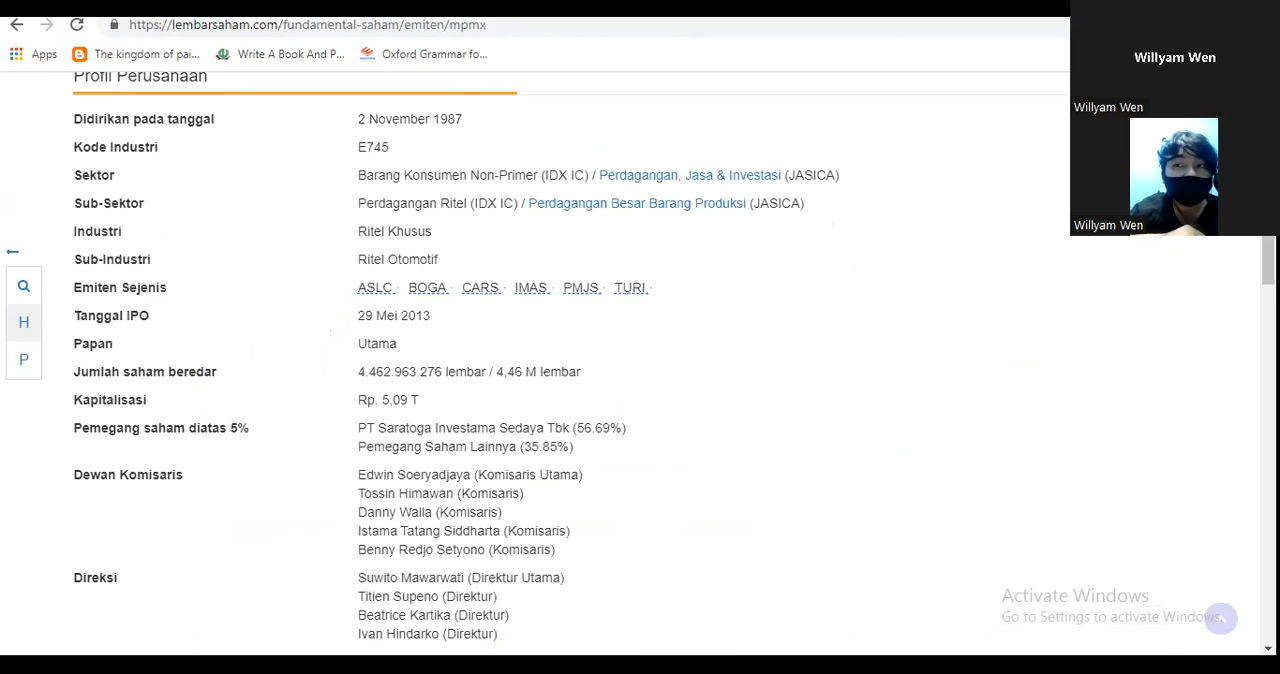 https://lembarsaham.com/fundamental-saham/emiten/mpmx
Apps The kingdom of pai... Write A Book And P... Oxford Grammar fo...
Willyam Wen
Willyam Wen
Willyam Wen
Profil Perusahaan
Didirikan pada tanggal 2 November 1987
Kode Industri E745
Sektor Barang Konsumen Non-Primer (IDX IC) / Perdagangan, Jasa & Investasi (JASICA)
Sub-Sektor Perdagangan Ritel (IDX IC) / Perdagangan Besar Barang Produksi (JASICA)
Industri Ritel Khusus
Sub-Industri Ritel Otomotif
Emiten Sejenis ASLC BOGA CARS IMAS PMJS TURI
Tanggal IPO 29 Mei 2013
Papan Utama
Jumlah saham beredar 4.462.963.276 lembar / 4,46 M lembar
Kapitalisasi Rp. 5,09 T
Pemegang saham diatas 5% PT Saratoga Investama Sedaya Tbk (56.69%)
Pemegang Saham Lainnya (35.85%)
Dewan Komisaris Edwin Soeryadjaya (Komisaris Utama)
Tossin Himawan (Komisaris)
Danny Walla (Komisaris)
Istama Tatang Siddharta (Komisaris)
Benny Redjo Setyono (Komisaris)
Direksi Suwito Mawarwati (Direktur Utama)
Titien Supeno (Direktur)
Beatrice Kartika (Direktur)
Ivan Hindarko (Direktur)
H
P
Activate Windows
Go to Settings to activate Windows.